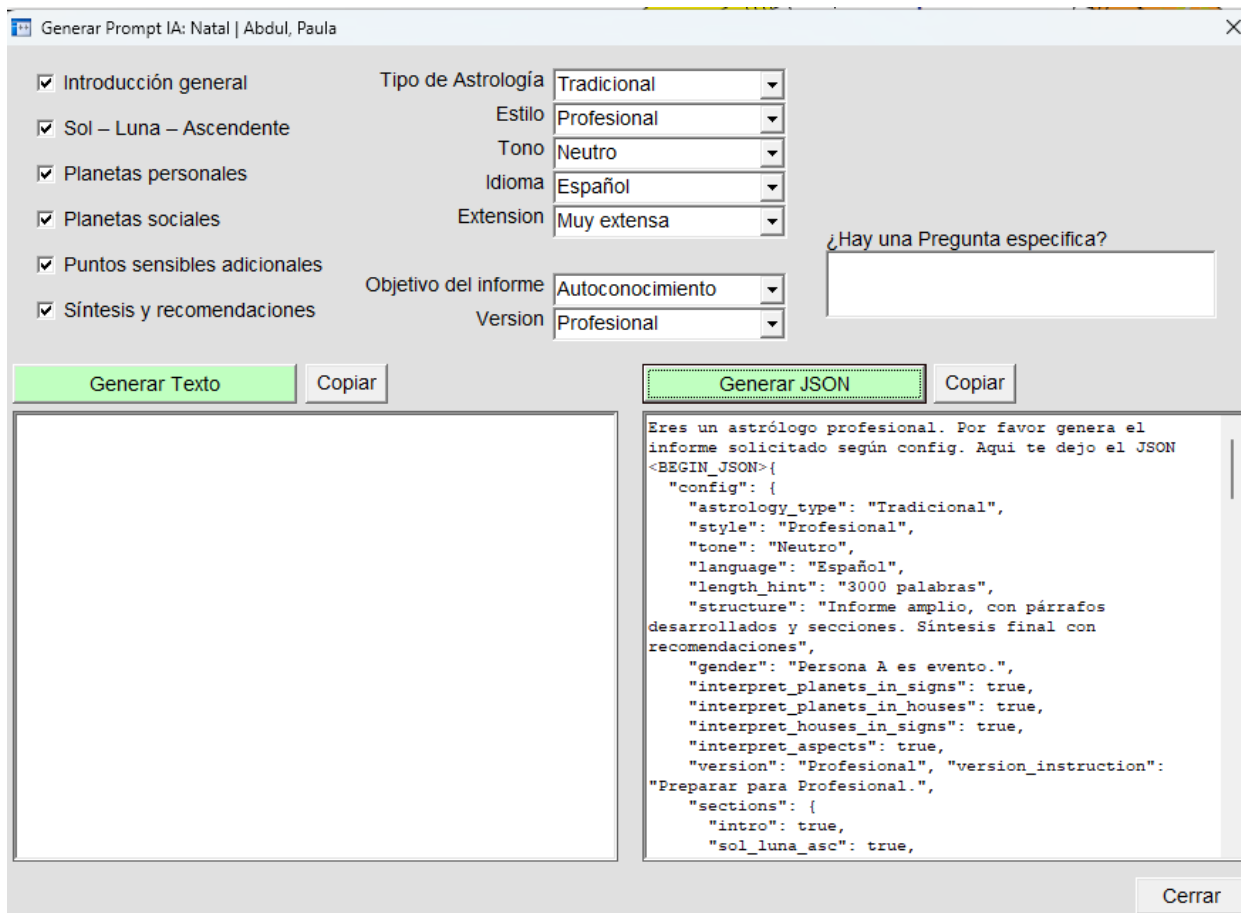 Generar Prompt IA: Natal | Abdul, Paula
Introducción general
Sol – Luna – Ascendente
Planetas personales
Planetas sociales
Puntos sensibles adicionales
Síntesis y recomendaciones
Tipo de Astrología Tradicional
Estilo Profesional
Tono Neutro
Idioma Español
Extension Muy extensa
Objetivo del informe Autoconocimiento
Version Profesional
¿Hay una Pregunta especifica?
Generar Texto Copiar
Generar JSON Copiar
Eres un astrólogo profesional. Por favor genera el
informe solicitado según config. Aqui te dejo el JSON
<BEGIN_JSON>{
"config": {
"astrology_type": "Tradicional",
"style": "Profesional",
"tone": "Neutro",
"language": "Español",
"length_hint": "3000 palabras",
"structure": "Informe amplio, con párrafos
desarrollados y secciones. Síntesis final con
recomendaciones",
"gender": "Persona A es evento.",
"interpret_planets_in_signs": true,
"interpret_planets_in_houses": true,
"interpret_houses_in_signs": true,
"interpret_aspects": true,
"version": "Profesional", "version_instruction":
"Preparar para Profesional.",
"sections": {
"intro": true,
"sol_luna_asc": true,
Cerrar